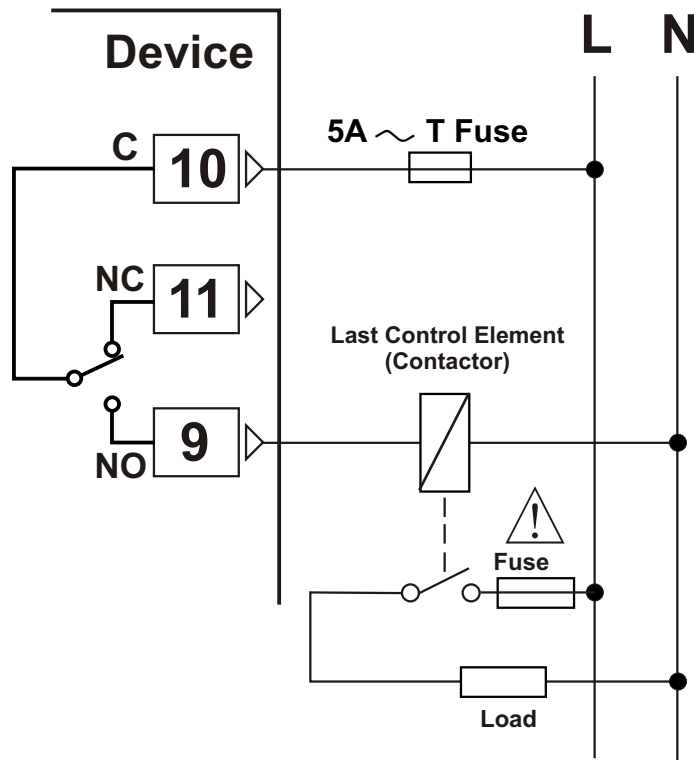 Device
L N
5A ~ T Fuse
C
10
NC
11
Last Control Element
(Contactor)
9
NO
Fuse
Load